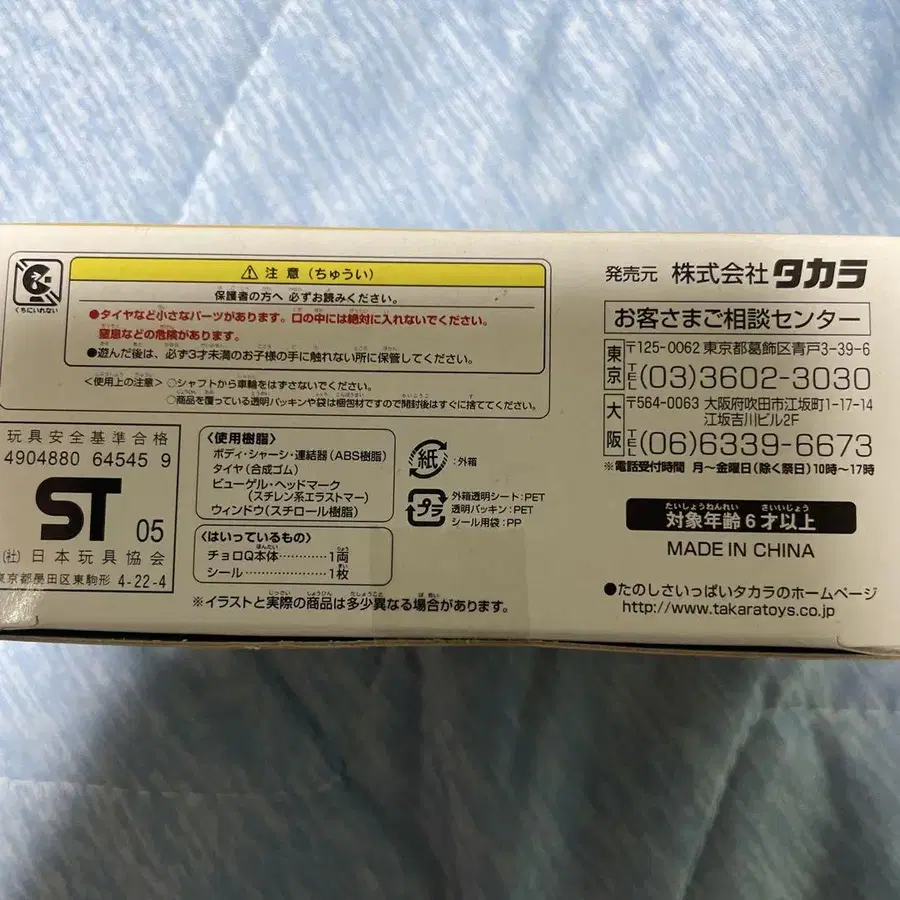 くちにいれない
⚠ 注意(ちゅうい)
保護者の方へ 必ずお読みください。
●タイヤなど小さなパーツがあります。口の中には絶対に入れないでください。
窒息などの危険があります。
●遊んだ後は、必ず3才未満のお子様の手に触れない所に保管してください。
<使用上の注意> ○シャフトから車輪をはずさないでください。
○商品を覆っている透明パッキンや袋は梱包材ですので開封後はすぐに捨ててください。
玩具安全基準合格
4904880 64545 9
ST 05
(社)日本玩具協会
東京都墨田区東駒形 4-22-4
<使用樹脂>
ボディ・シャーシ・連結器(ABS樹脂)
タイヤ(合成ゴム)
ビューゲル・ヘッドマーク
(スチレン系エラストマー)
ウィンドウ(スチロール樹脂)
<はいっているもの>
チョロQ本体…………1両
シール…………………1枚
※イラストと実際の商品は多少異なる場合があります。
紙 :外箱
プラ
外箱透明シート:PET
透明パッキン:PET
シール用袋:PP
発売元 株式会社タカラ
お客さまご相談センター
東京 〒125-0062 東京都葛飾区青戸3-39-6
TEL(03)3602-3030
大阪 〒564-0063 大阪府吹田市江坂町1-17-14
江坂吉川ビル2F
TEL(06)6339-6673
※電話受付時間 月〜金曜日(除く祭日)10時〜17時
たいしょうねんれい さいいじょう
対象年齢6才以上
MADE IN CHINA
●たのしさいっぱいタカラのホームページ
http://www.takaratoys.co.jp